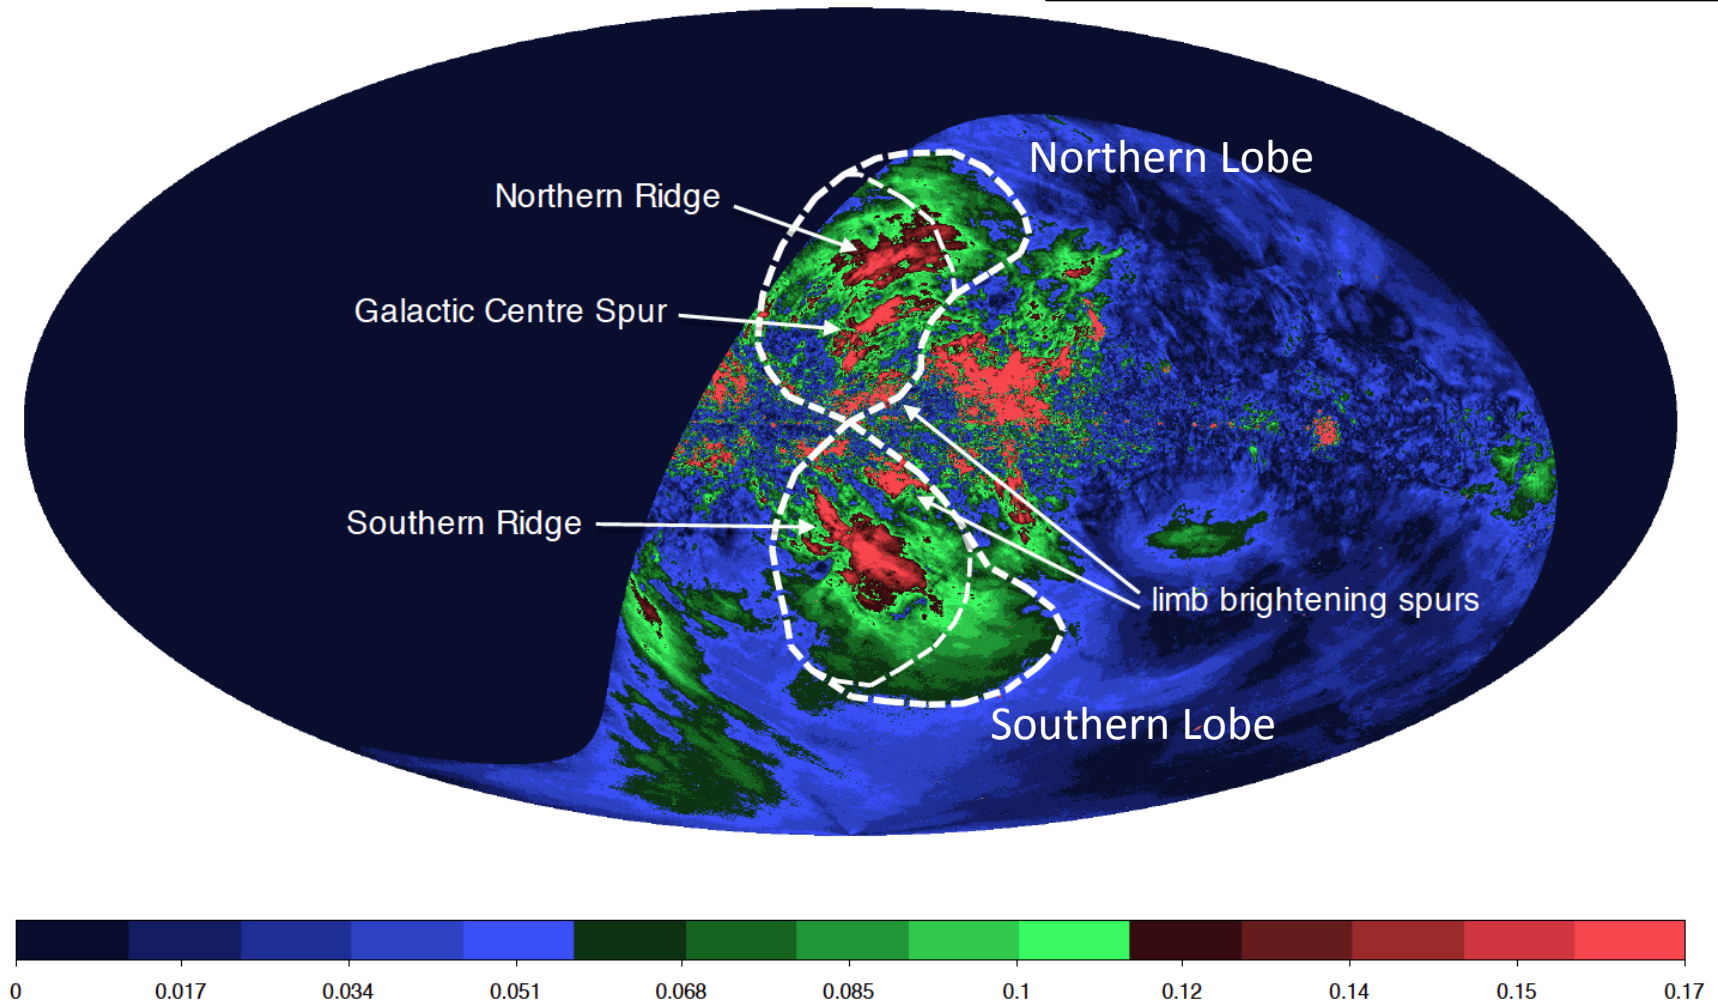 Northern Lobe
Northern Ridge
Galactic Centre Spur
Southern Ridge
limb brightening spurs
Southern Lobe
0 0.017 0.034 0.051 0.068 0.085 0.1 0.12 0.14 0.15 0.17